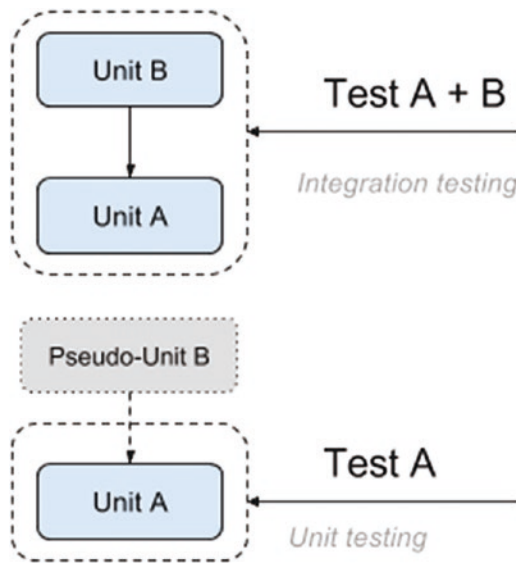 Unit B
Test A + B
Integration testing
Unit A
Pseudo-Unit B
Test A
Unit A
Unit testing